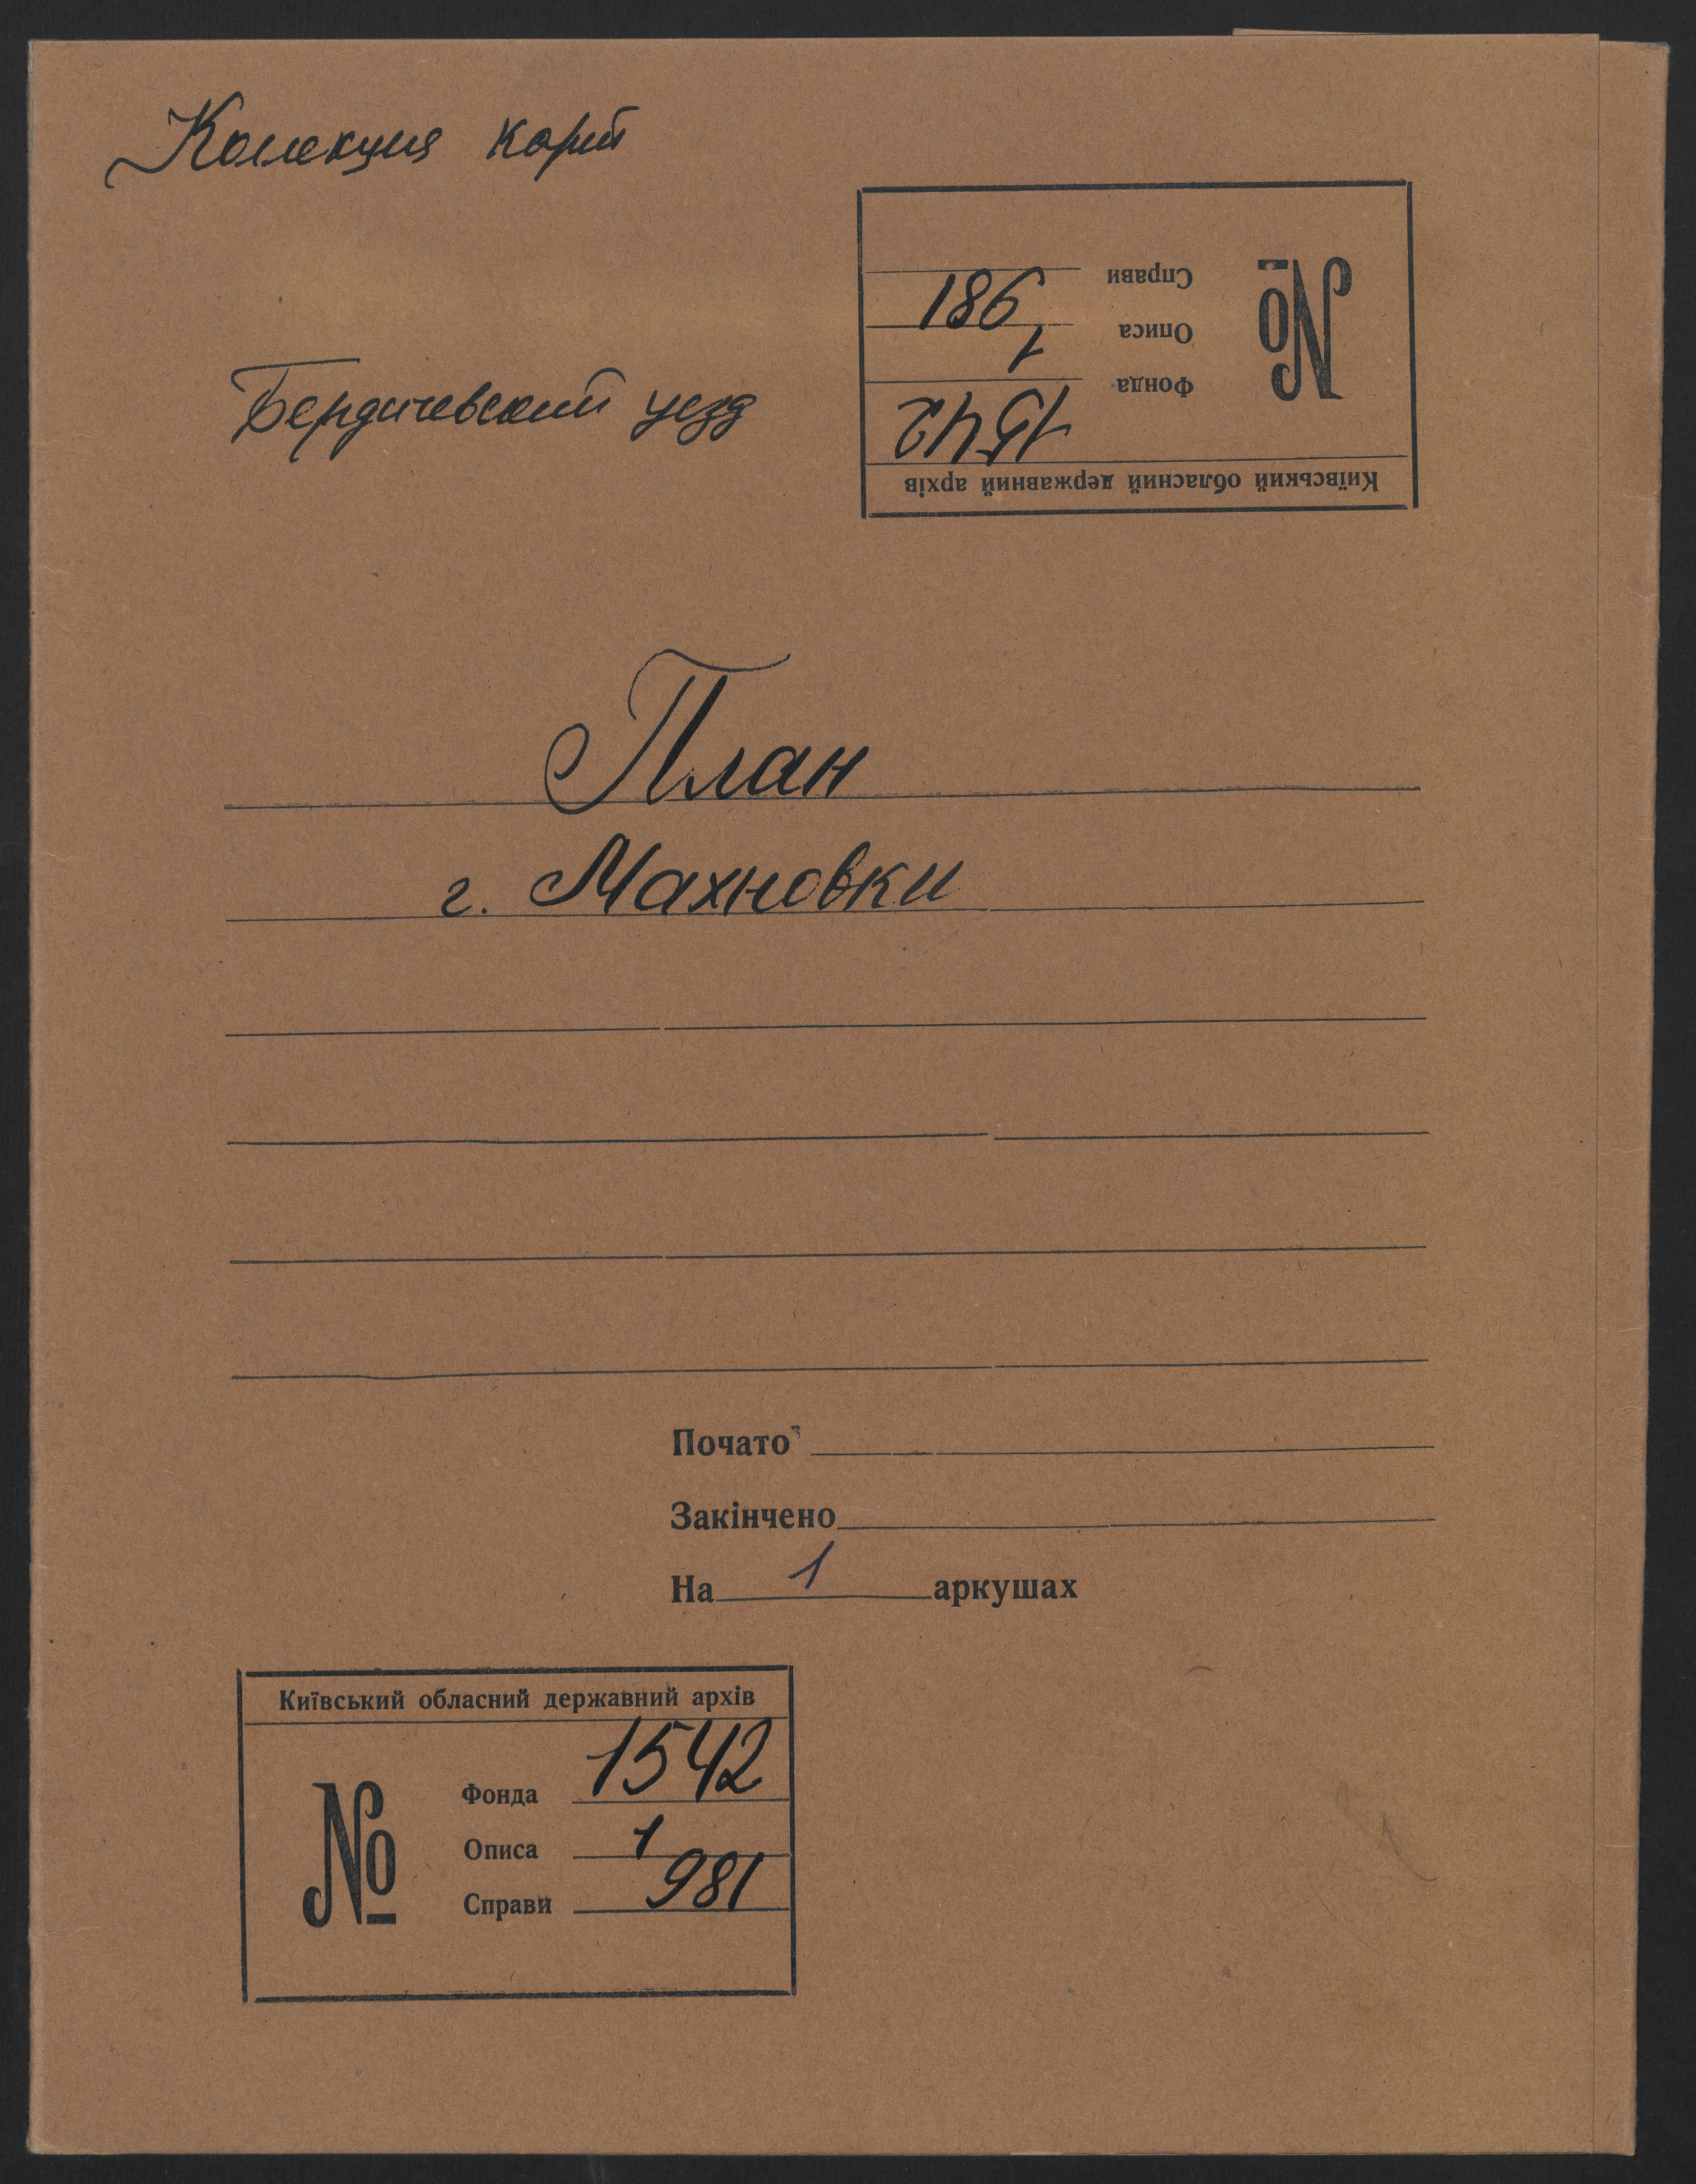 Коллекция карт
Київський обласний державний архів
№
Фонда 1542
Описа 1
Справи 981
Бердичевский уезд
План
г. Махновки
Почато
Закінчено
На 1 аркушах
Київський обласний державний архів
№
Фонда 1542
Описа 1
Справи 981